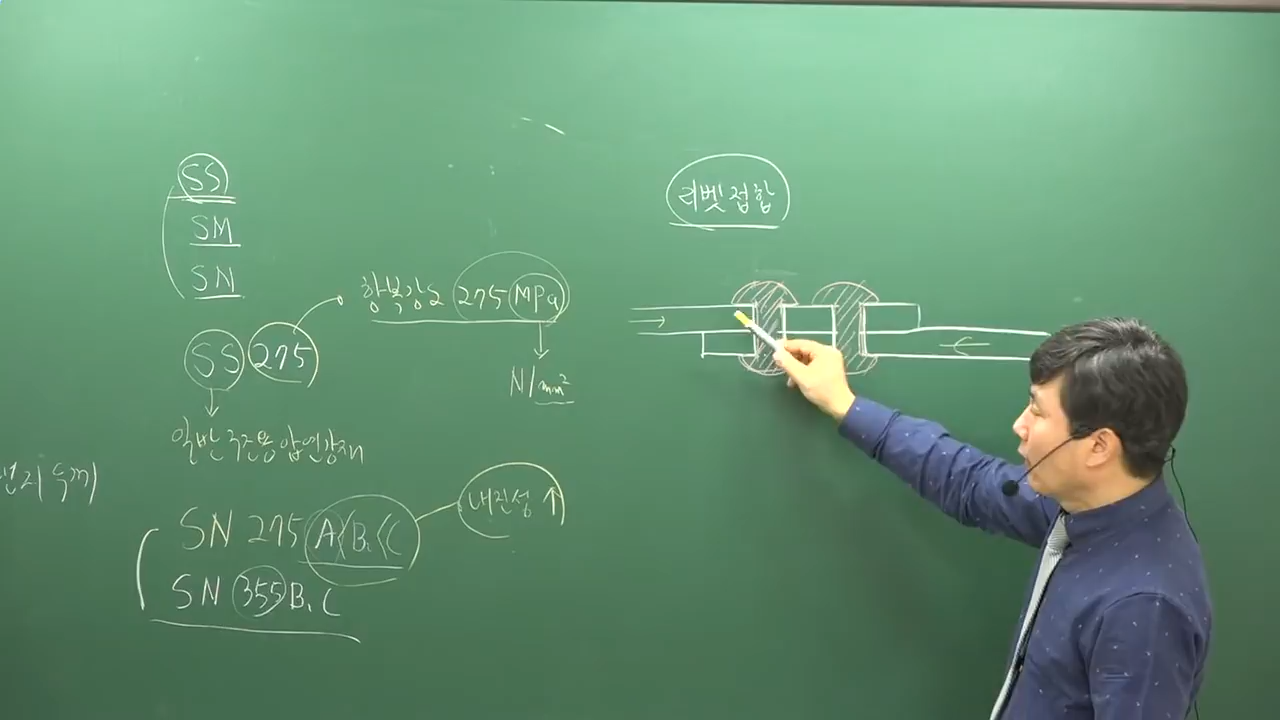 SS
SM
SN
SS 275
항복강도 275 MPa
N/mm²
일반구조용 압연강재
SN 275 A<B<C
내진성 ↑
SN 355 B, C
리벳접합